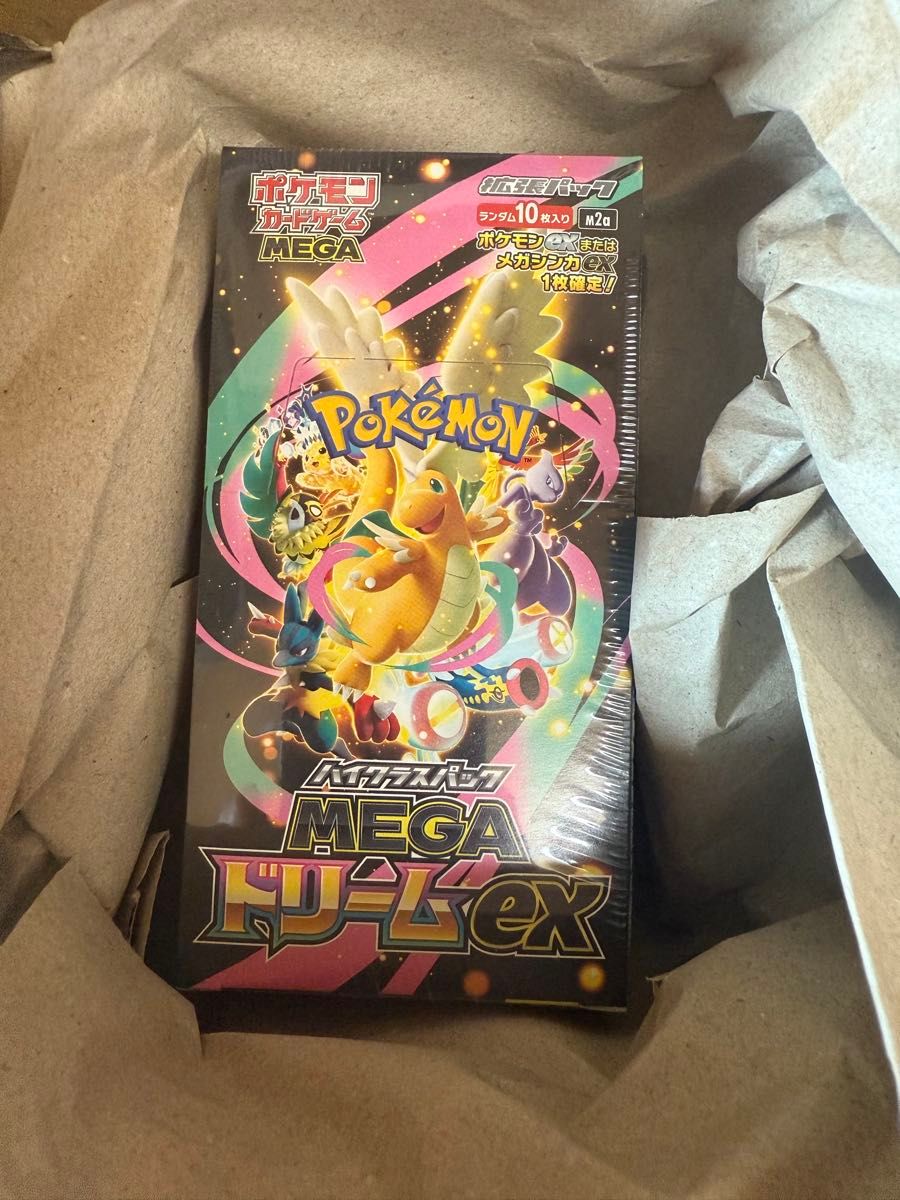 ポケモン
カードゲーム
MEGA
拡張パック
ランダム10枚入り
M2a
ポケモンexまたは
メガシンカex
1枚確定!
POKéMON
TM
ハイクラスパック
MEGA
ドリームex